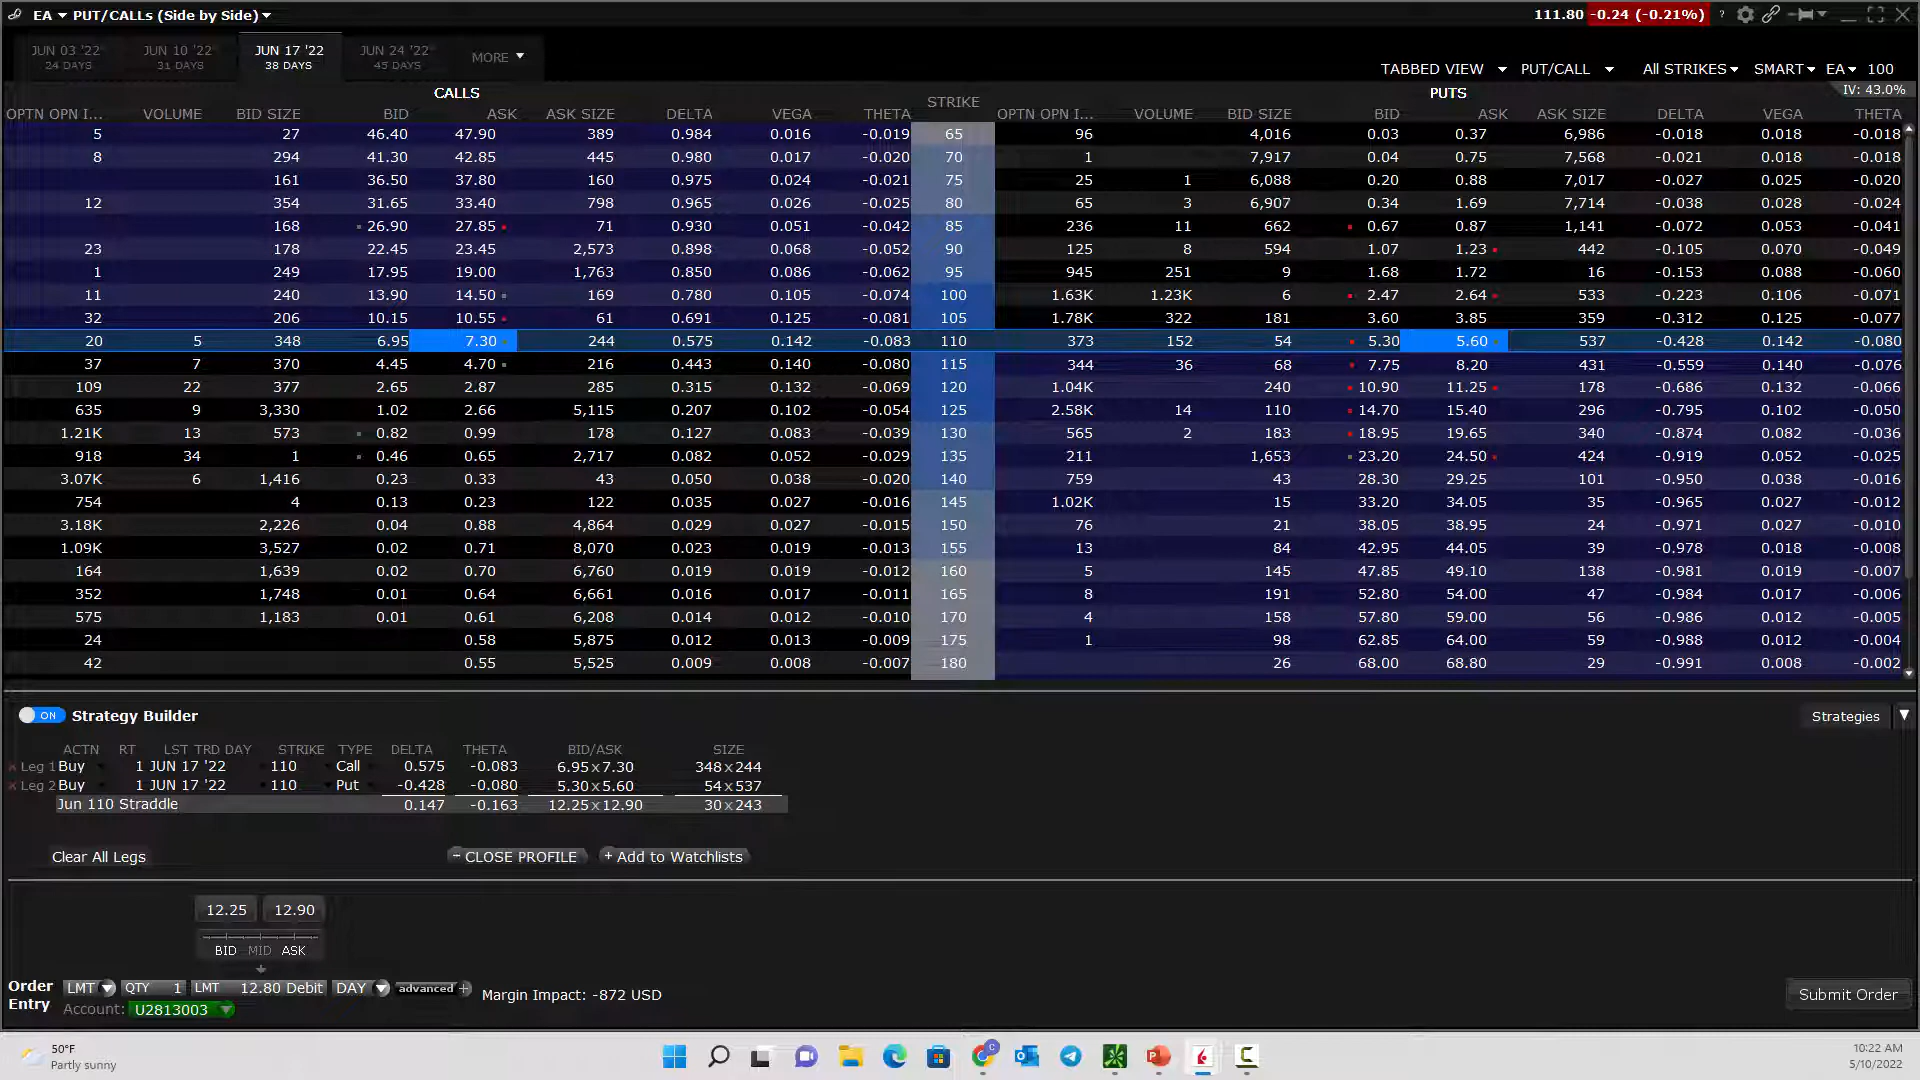 EA PUT/CALLs (Side by Side) 111.80 -0.24 (-0.21%) ?
JUN 03 '22 JUN 10 '22 JUN 17 '22 JUN 24 '22 MORE
24 DAYS 31 DAYS 38 DAYS 45 DAYS
TABBED VIEW PUT/CALL All STRIKES SMART EA 100
IV: 43.0%
CALLS STRIKE PUTS
OPTN OPN I... VOLUME BID SIZE BID ASK ASK SIZE DELTA VEGA THETA OPTN OPN I... VOLUME BID SIZE BID ASK ASK SIZE DELTA VEGA THETA
5 27 46.40 47.90 389 0.984 0.016 -0.019 65 96 4,016 0.03 0.37 6,986 -0.018 0.018 -0.018
8 294 41.30 42.85 445 0.980 0.017 -0.020 70 1 7,917 0.04 0.75 7,568 -0.021 0.018 -0.018
161 36.50 37.80 160 0.975 0.024 -0.021 75 25 1 6,088 0.20 0.88 7,017 -0.027 0.025 -0.020
12 354 31.65 33.40 798 0.965 0.026 -0.025 80 65 3 6,907 0.34 1.69 7,714 -0.038 0.028 -0.024
168 26.90 27.85 71 0.930 0.051 -0.042 85 236 11 662 0.67 0.87 1,141 -0.072 0.053 -0.041
23 178 22.45 23.45 2,573 0.898 0.068 -0.052 90 125 8 594 1.07 1.23 442 -0.105 0.070 -0.049
1 249 17.95 19.00 1,763 0.850 0.086 -0.062 95 945 251 9 1.68 1.72 16 -0.153 0.088 -0.060
11 240 13.90 14.50 169 0.780 0.105 -0.074 100 1.63K 1.23K 6 2.47 2.64 533 -0.223 0.106 -0.071
32 206 10.15 10.55 61 0.691 0.125 -0.081 105 1.78K 322 181 3.60 3.85 359 -0.312 0.125 -0.077
20 5 348 6.95 7.30 244 0.575 0.142 -0.083 110 373 152 54 5.30 5.60 537 -0.428 0.142 -0.080
37 7 370 4.45 4.70 216 0.443 0.140 -0.080 115 344 36 68 7.75 8.20 431 -0.559 0.140 -0.076
109 22 377 2.65 2.87 285 0.315 0.132 -0.069 120 1.04K 240 10.90 11.25 178 -0.686 0.132 -0.066
635 9 3,330 1.02 2.66 5,115 0.207 0.102 -0.054 125 2.58K 14 110 14.70 15.40 296 -0.795 0.102 -0.050
1.21K 13 573 0.82 0.99 178 0.127 0.083 -0.039 130 565 2 183 18.95 19.65 340 -0.874 0.082 -0.036
918 34 1 0.46 0.65 2,717 0.082 0.052 -0.029 135 211 1,653 23.20 24.50 424 -0.919 0.052 -0.025
3.07K 6 1,416 0.23 0.33 43 0.050 0.038 -0.020 140 759 43 28.30 29.25 101 -0.950 0.038 -0.016
754 4 0.13 0.23 122 0.035 0.027 -0.016 145 1.02K 15 33.20 34.05 35 -0.965 0.027 -0.012
3.18K 2,226 0.04 0.88 4,864 0.029 0.027 -0.015 150 76 21 38.05 38.95 24 -0.971 0.027 -0.010
1.09K 3,527 0.02 0.71 8,070 0.023 0.019 -0.013 155 13 84 42.95 44.05 39 -0.978 0.018 -0.008
164 1,639 0.02 0.70 6,760 0.019 0.019 -0.012 160 5 145 47.85 49.10 138 -0.981 0.019 -0.007
352 1,748 0.01 0.64 6,661 0.016 0.017 -0.011 165 8 191 52.80 54.00 47 -0.984 0.017 -0.006
575 1,183 0.01 0.61 6,208 0.014 0.012 -0.010 170 4 158 57.80 59.00 56 -0.986 0.012 -0.005
24 0.58 5,875 0.012 0.013 -0.009 175 1 98 62.85 64.00 59 -0.988 0.012 -0.004
42 0.55 5,525 0.009 0.008 -0.007 180 26 68.00 68.80 29 -0.991 0.008 -0.002
ON Strategy Builder Strategies
ACTN RT LST TRD DAY STRIKE TYPE DELTA THETA BID/ASK SIZE
x Leg 1 Buy 1 JUN 17 '22 110 Call 0.575 -0.083 6.95 x 7.30 348 x 244
x Leg 2 Buy 1 JUN 17 '22 110 Put -0.428 -0.080 5.30 x 5.60 54 x 537
Jun 110 Straddle 0.147 -0.163 12.25 x 12.90 30 x 243
Clear All Legs - CLOSE PROFILE + Add to Watchlists
12.25 12.90
BID MID ASK
Order Entry LMT QTY 1 LMT 12.80 Debit DAY advanced + Margin Impact: -872 USD Submit Order
Account: U2813003
50°F
Partly sunny
10:22 AM
5/10/2022